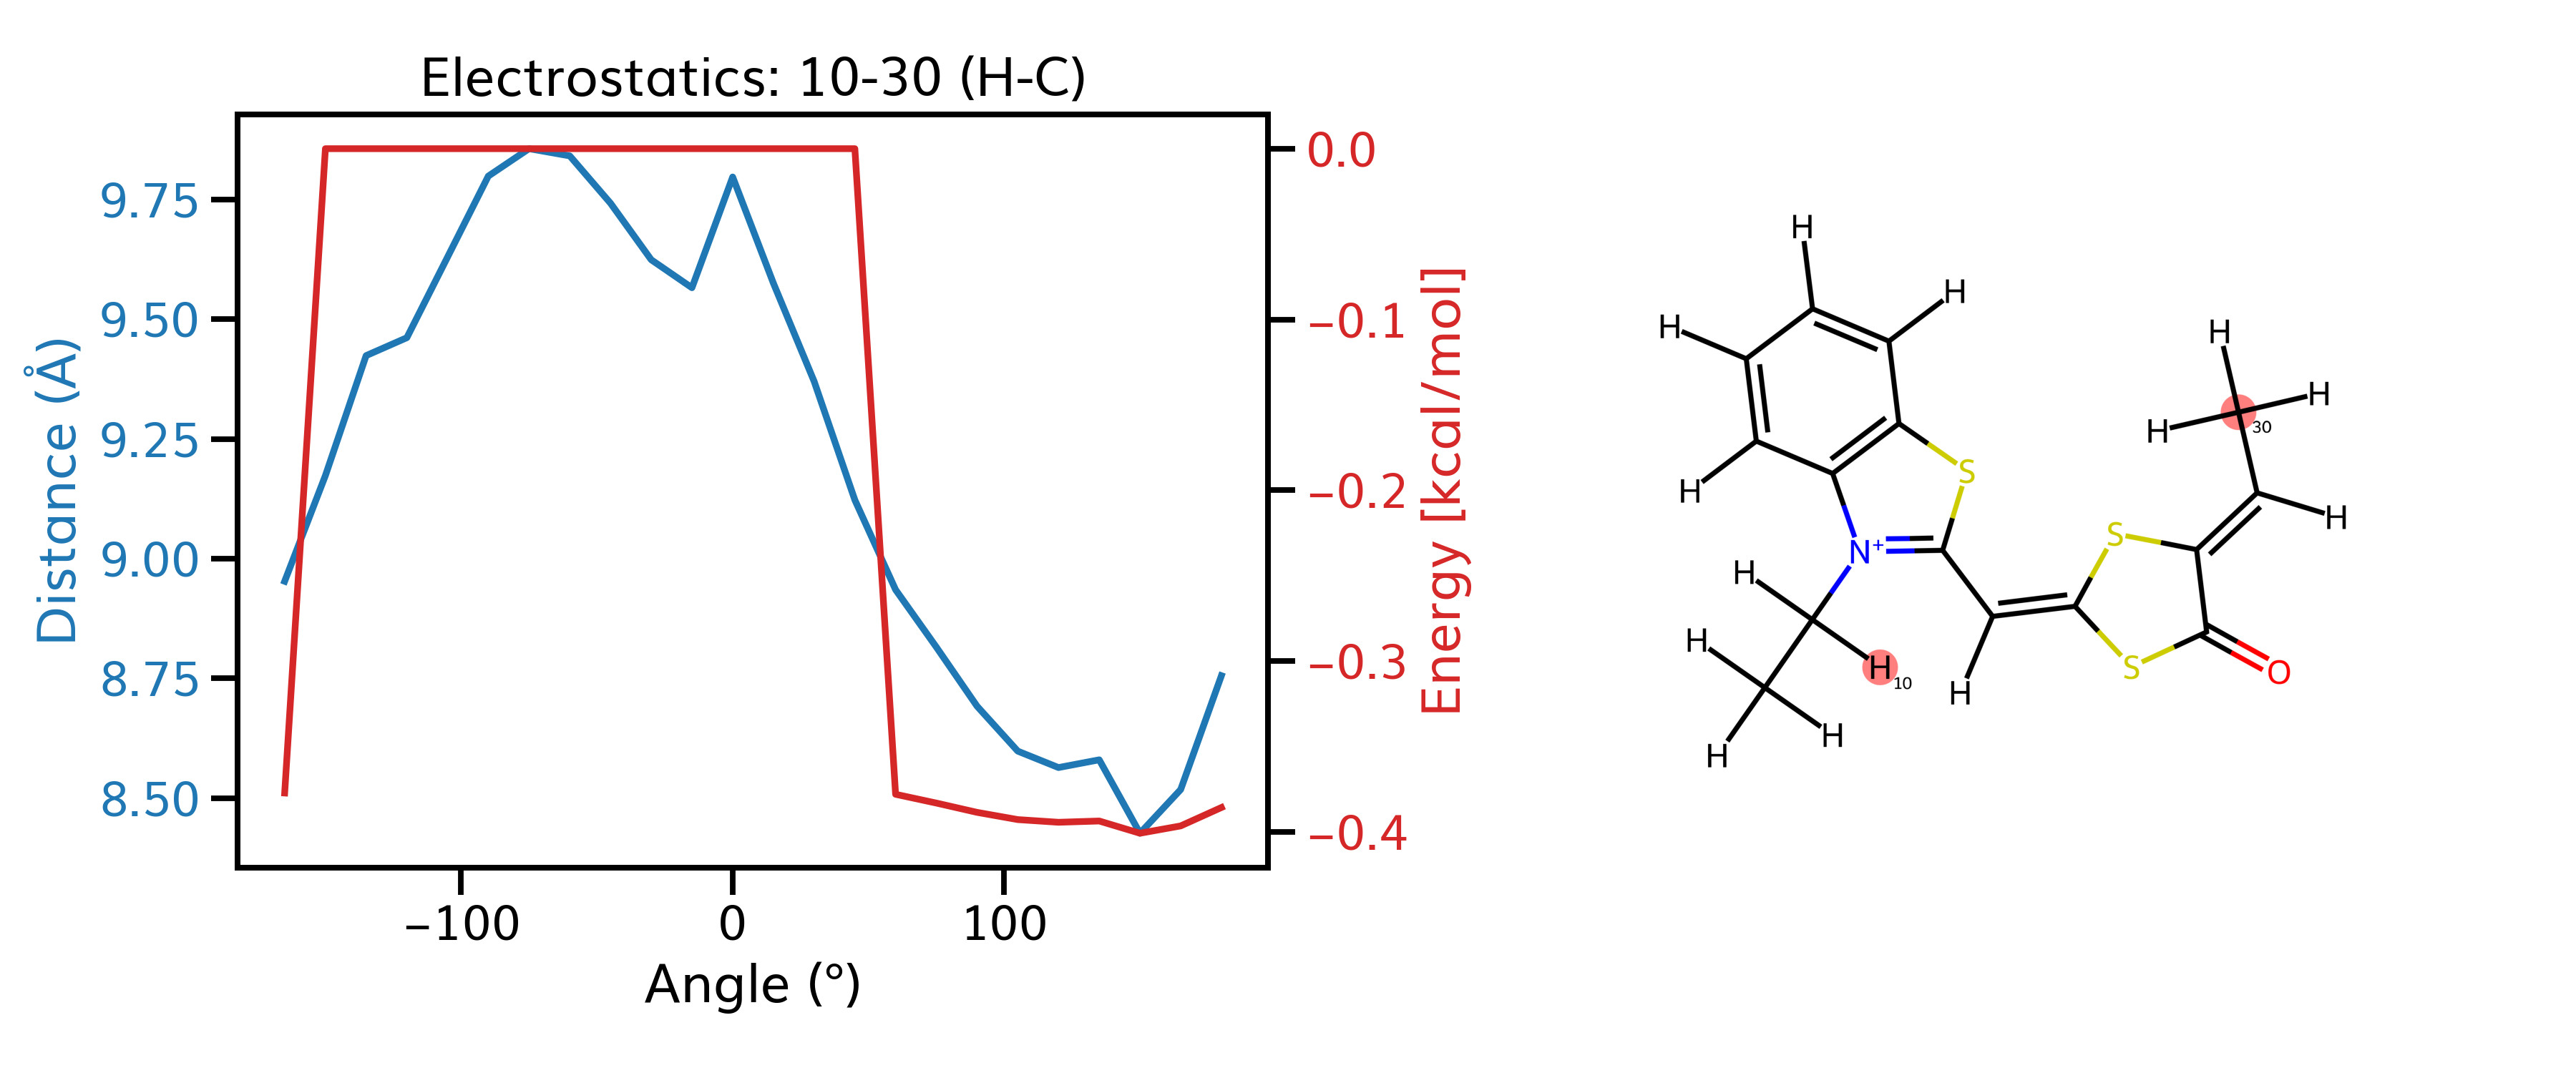 Electrostatics: 10-30 (H-C)
Distance (Å)
9.75
9.50
9.25
9.00
8.75
8.50
−100
0
100
Angle (°)
0.0
−0.1
−0.2
−0.3
−0.4
Energy [kcal/mol]
H
H
H
H
H
H
30
H
S
H
S
N+
H
H
H
10
S
O
H
H
H